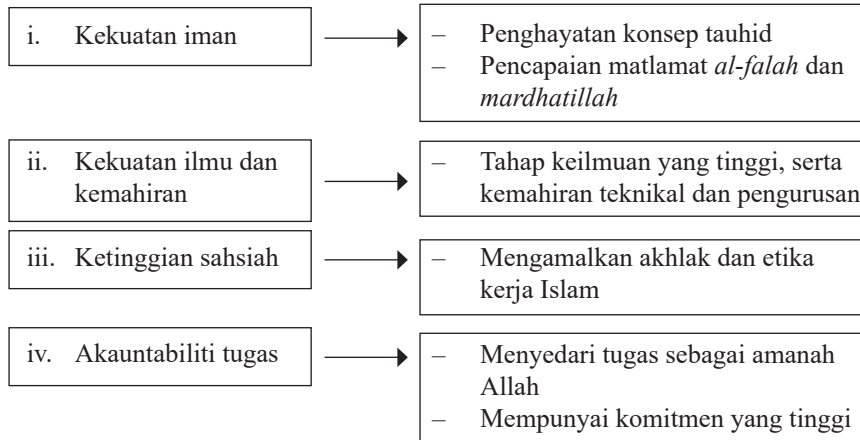 i. Kekuatan iman
– Penghayatan konsep tauhid
– Pencapaian matlamat al-falah dan
mardhatillah
ii. Kekuatan ilmu dan
kemahiran
– Tahap keilmuan yang tinggi, serta
kemahiran teknikal dan pengurusan
iii. Ketinggian sahsiah
– Mengamalkan akhlak dan etika
kerja Islam
iv. Akauntabiliti tugas
– Menyedari tugas sebagai amanah
Allah
– Mempunyai komitmen yang tinggi